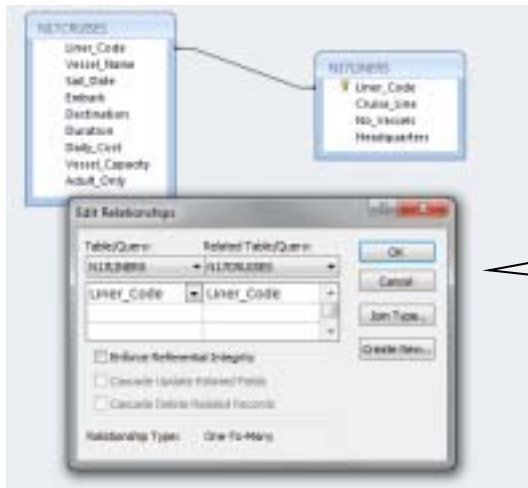 N17CRUISES
Liner_Code
Vessel_Name
Sail_Date
Embark
Destination
Duration
Daily_Cost
Vessel_Capacity
Adult_Only
N17LINERS
Liner_Code
Cruise_Line
No_Vessels
Headquarters
Edit Relationships
Table/Query: Related Table/Query:
N17LINERS N17CRUISES
Liner_Code Liner_Code
OK
Cancel
Join Type..
Create New..
Enforce Referential Integrity
Cascade Update Related Fields
Cascade Delete Related Records
Relationship Type: One-To-Many